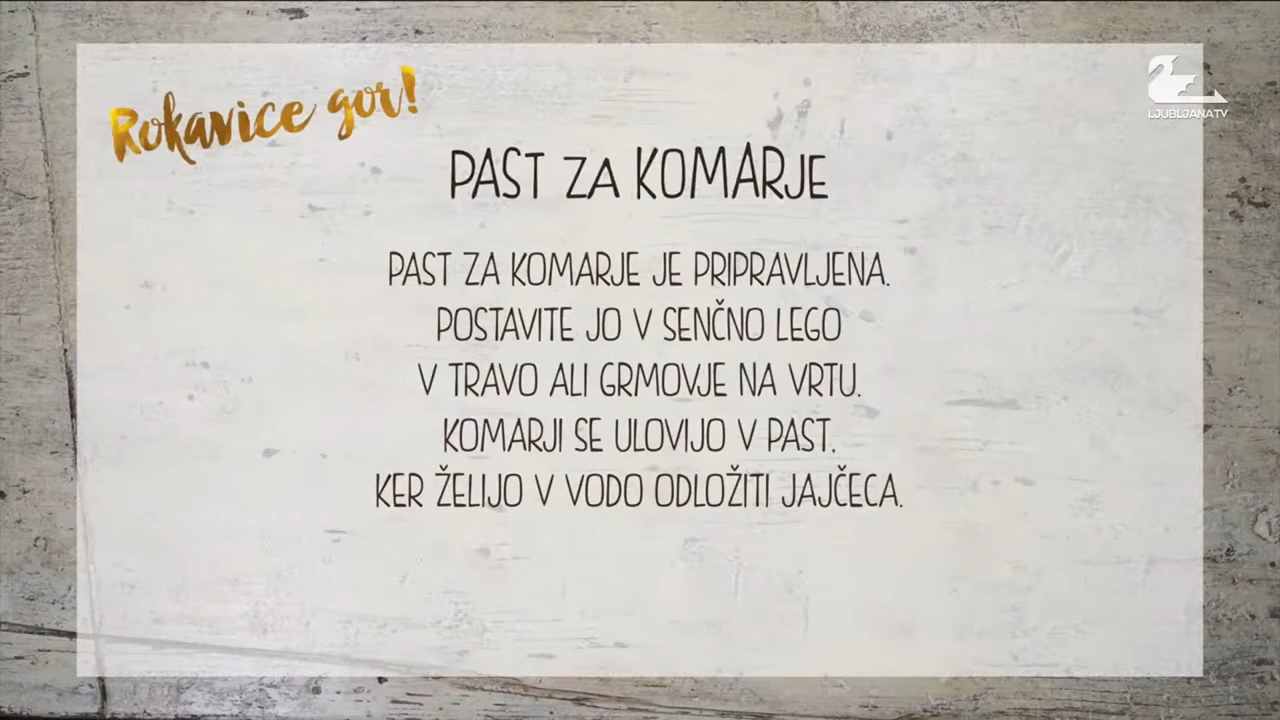 Rokavice gor!
LJUBLJANATV
PAST ZA KOMARJE
PAST ZA KOMARJE JE PRIPRAVLJENA.
POSTAVITE JO V SENČNO LEGO
V TRAVO ALI GRMOVJE NA VRTU.
KOMARJI SE ULOVIJO V PAST.
KER ŽELIJO V VODO ODLOŽITI JAJČECA.